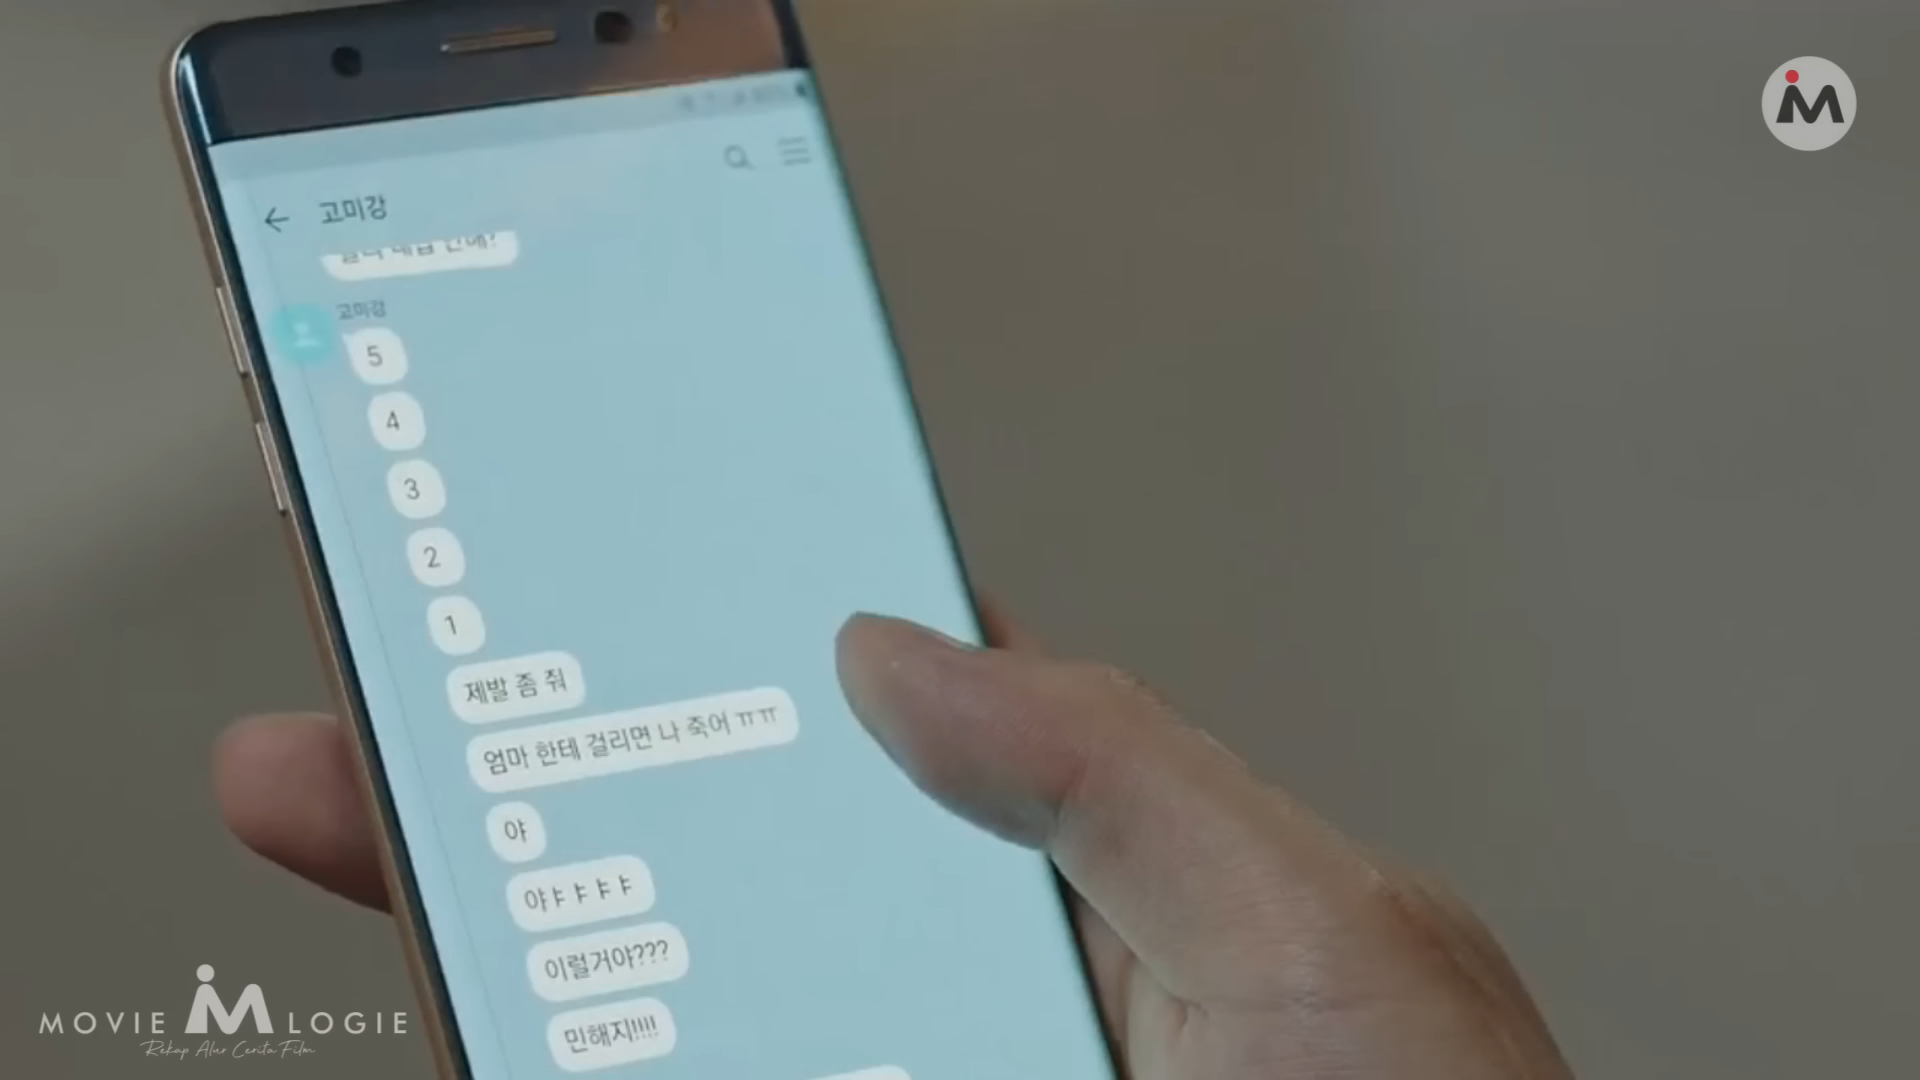 고미강
고미강
5
4
3
2
1
제발 좀 줘
엄마 한테 걸리면 나 죽어 ㅠㅠ
야
야ㅑㅑㅑㅑ
이럴거야???
민해지!!!!
MOVIE M LOGIE
Rekap Alur Cerita Film